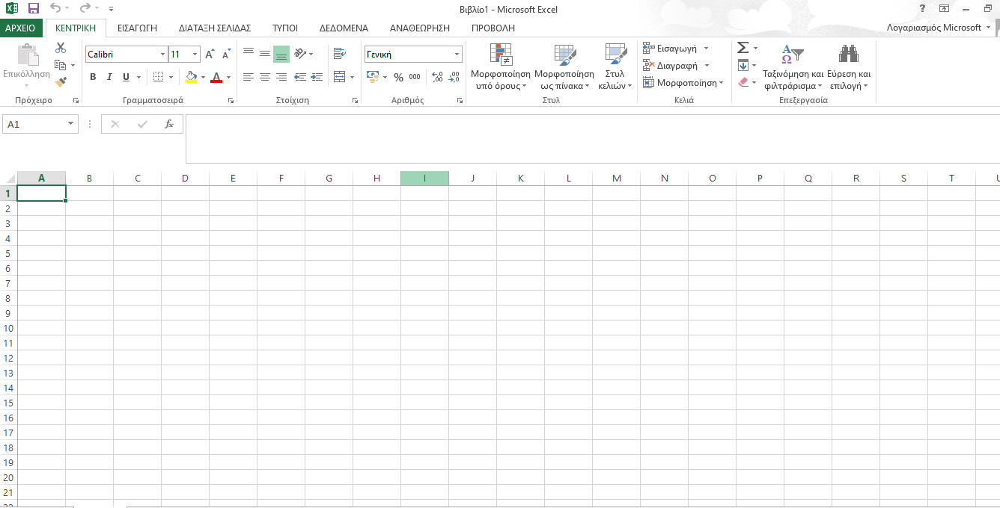 Βιβλίο1 - Microsoft Excel
?
ΑΡΧΕΙΟ ΚΕΝΤΡΙΚΗ ΕΙΣΑΓΩΓΗ ΔΙΑΤΑΞΗ ΣΕΛΙΔΑΣ ΤΥΠΟΙ ΔΕΔΟΜΕΝΑ ΑΝΑΘΕΩΡΗΣΗ ΠΡΟΒΟΛΗ Λογαριασμός Microsoft
Επικόλληση
Calibri 11 A A
B I U A
Γενική
% 000 ,00 ,00
Μορφοποίηση υπό όρους
Μορφοποίηση ως πίνακα
Στυλ κελιών
Εισαγωγή
Διαγραφή
Μορφοποίηση
Σ
Ταξινόμηση και φιλτράρισμα
Εύρεση και επιλογή
Πρόχειρο Γραμματοσειρά Στοίχιση Αριθμός Στυλ Κελιά Επεξεργασία
A1 fx
A B C D E F G H I J K L M N O P Q R S T U
1
2
3
4
5
6
7
8
9
10
11
12
13
14
15
16
17
18
19
20
21